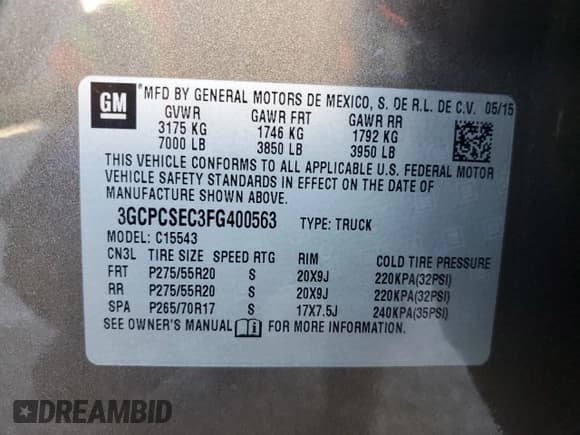 GM
®MFD BY GENERAL MOTORS DE MEXICO, S. DE R.L. DE C.V. 05/15
GVWR GAWR FRT GAWR RR
3175 KG 1746 KG 1792 KG
7000 LB 3850 LB 3950 LB
THIS VEHICLE CONFORMS TO ALL APPLICABLE U.S. FEDERAL MOTOR
VEHICLE SAFETY STANDARDS IN EFFECT ON THE DATE OF
MANUFACTURE SHOWN ABOVE.
3GCPCSEC3FG400563 TYPE: TRUCK
MODEL: C15543
CN3L TIRE SIZE SPEED RTG RIM COLD TIRE PRESSURE
FRT P275/55R20 S 20X9J 220KPA(32PSI)
RR P275/55R20 S 20X9J 220KPA(32PSI)
SPA P265/70R17 S 17X7.5J 240KPA(35PSI)
SEE OWNER'S MANUAL FOR MORE INFORMATION.
DREAMBID